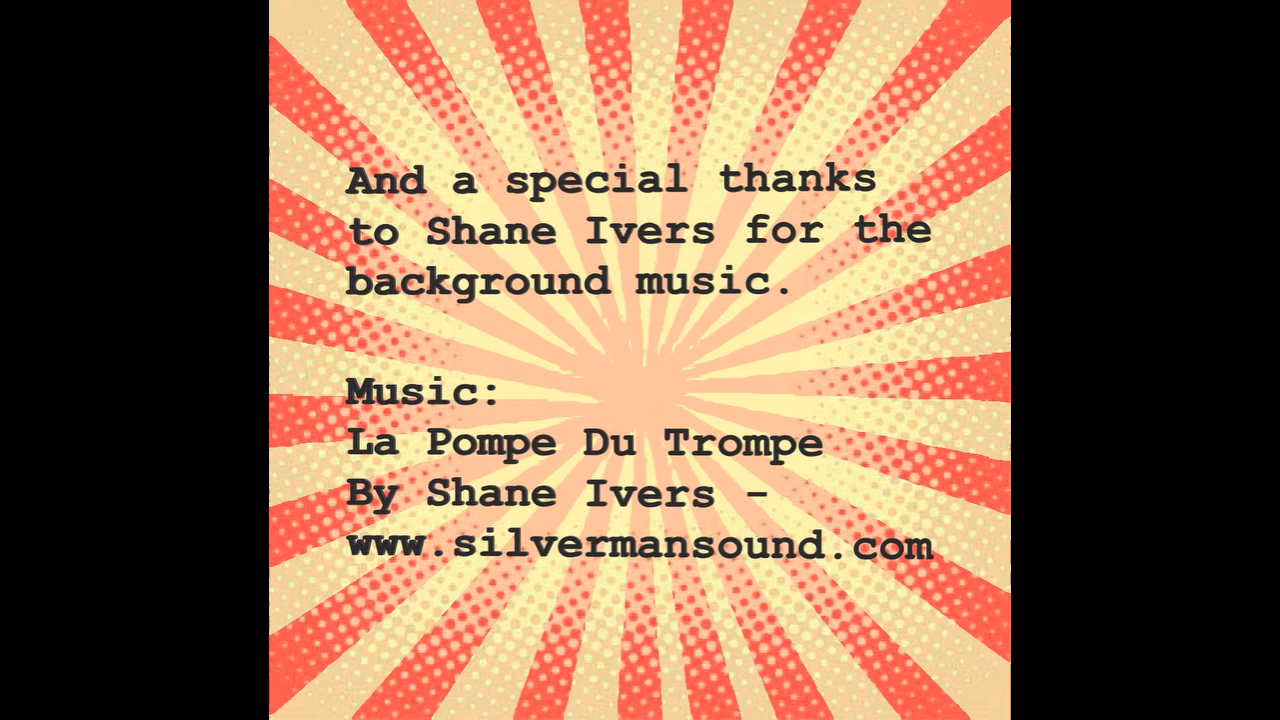 And a special thanks
to Shane Ivers for the
background music.
Music:
La Pompe Du Trompe
By Shane Ivers -
www.silvermansound.com